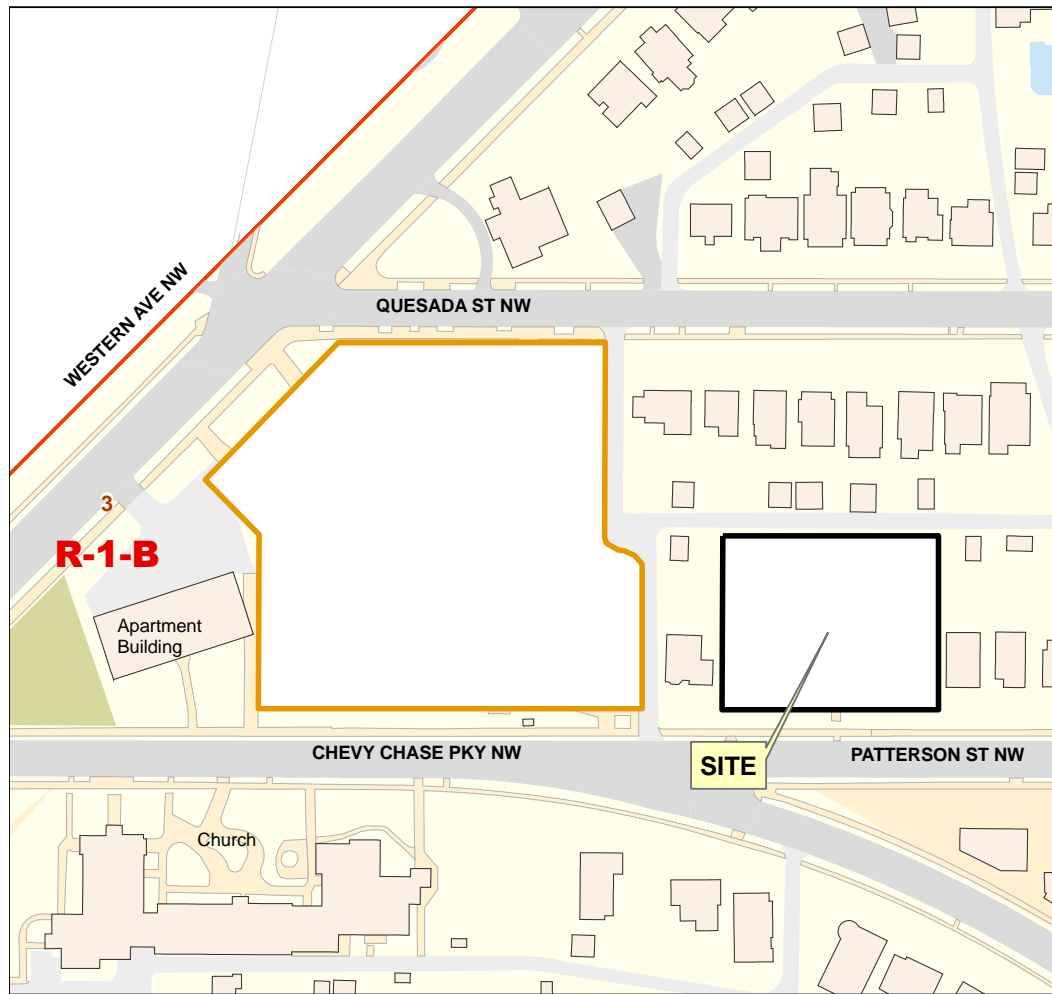 WESTERN AVE NW
QUESADA ST NW
3
R-1-B
Apartment
Building
CHEVY CHASE PKY NW
SITE
PATTERSON ST NW
Church